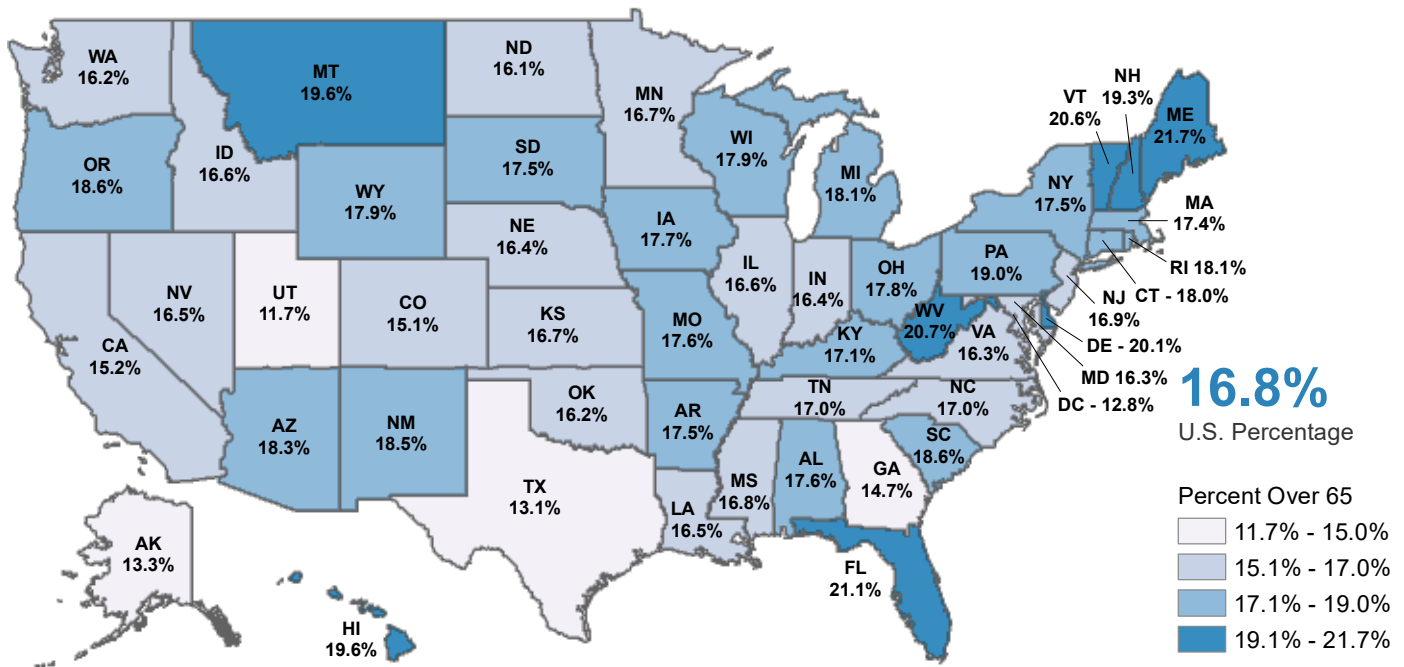 WA
16.2%
MT
19.6%
ND
16.1%
MN
16.7%
NH
19.3%
VT
20.6%
ME
21.7%
OR
18.6%
ID
16.6%
SD
17.5%
WI
17.9%
MI
18.1%
NY
17.5%
MA
17.4%
WY
17.9%
IA
17.7%
NE
16.4%
PA
19.0%
RI 18.1%
CT - 18.0%
NV
16.5%
UT
11.7%
CO
15.1%
IL
16.6%
IN
16.4%
OH
17.8%
NJ
16.9%
CA
15.2%
KS
16.7%
MO
17.6%
KY
17.1%
WV
20.7%
VA
16.3%
DE - 20.1%
MD 16.3%
DC - 12.8%
16.8%
U.S. Percentage
AZ
18.3%
NM
18.5%
OK
16.2%
AR
17.5%
TN
17.0%
NC
17.0%
SC
18.6%
TX
13.1%
LA
16.5%
MS
16.8%
AL
17.6%
GA
14.7%
AK
13.3%
HI
19.6%
FL
21.1%
Percent Over 65
11.7% - 15.0%
15.1% - 17.0%
17.1% - 19.0%
19.1% - 21.7%